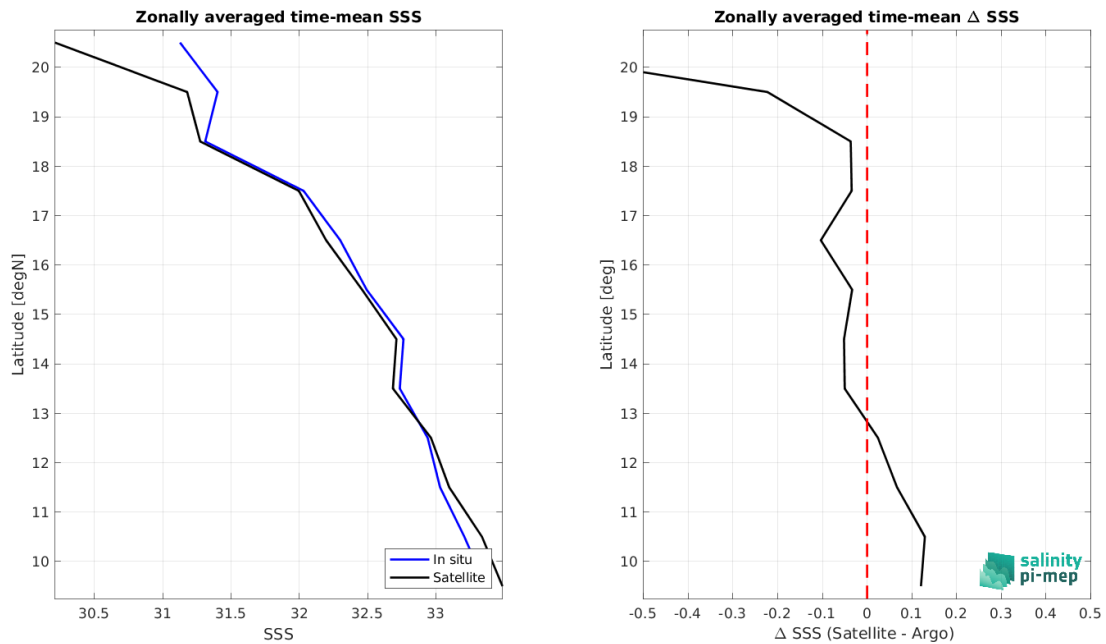 Zonally averaged time-mean SSS
20
19
18
17
16
15
14
13
12
11
10
Latitude [degN]
30.5 31 31.5 32 32.5 33
SSS
In situ
Satellite
Zonally averaged time-mean Δ SSS
20
19
18
17
16
15
14
13
12
11
10
Latitude [deg]
-0.5 -0.4 -0.3 -0.2 -0.1 0 0.1 0.2 0.3 0.4 0.5
Δ SSS (Satellite - Argo)
salinity
pi-mep